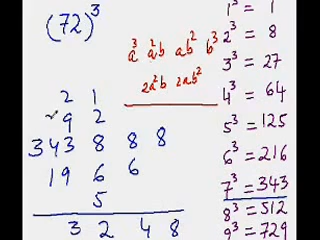 (72)³
a³ a²b ab² b³
2a²b 2ab²
2 1
9 2
343 8 8 8
19 6 6
5
3 2 4 8
1³ = 1
2³ = 8
3³ = 27
4³ = 64
5³ = 125
6³ = 216
7³ = 343
8³ = 512
9³ = 729